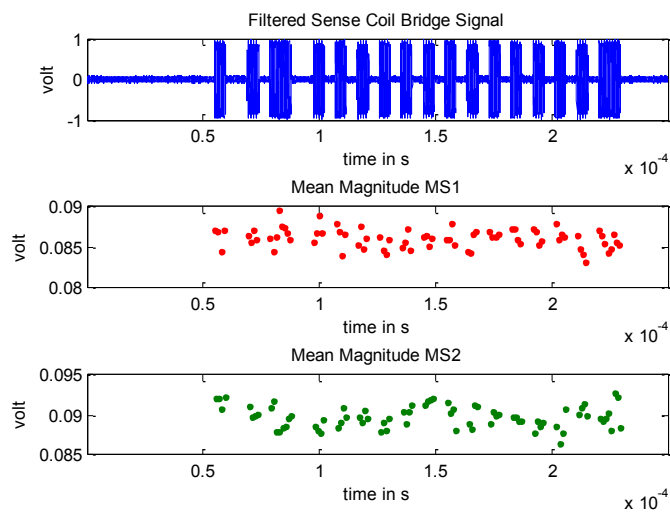 Filtered Sense Coil Bridge Signal
1
0
-1
volt
0.5 1 1.5 2
time in s
x 10⁻⁴
Mean Magnitude MS1
0.09
0.085
0.08
volt
0.5 1 1.5 2
time in s
x 10⁻⁴
Mean Magnitude MS2
0.095
0.09
0.085
volt
0.5 1 1.5 2
time in s
x 10⁻⁴